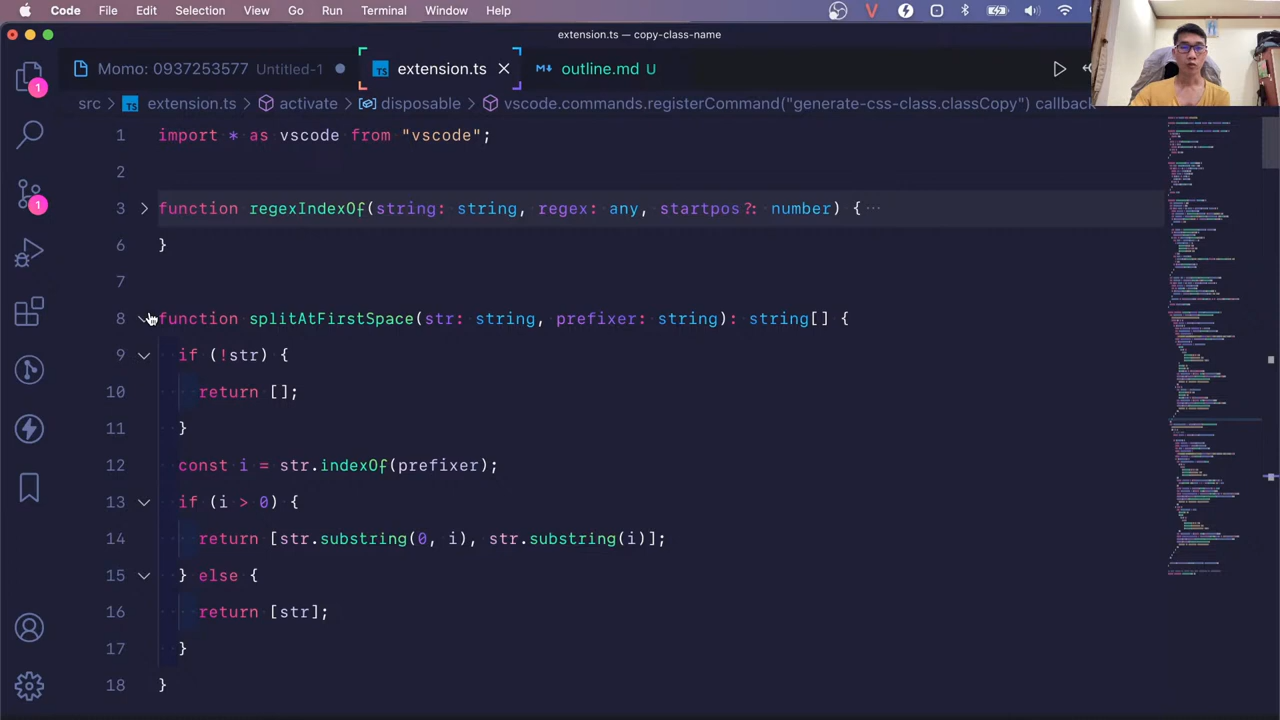 Code File Edit Selection View Go Run Terminal Window Help
extension.ts — copy-class-name
Momo: 0937253577 Untitled-1
TS extension.ts
outline.md U
src TS extension.ts activate disposable vscode.commands.registerCommand("generate-css-class.classCopy") callback
1
1
1 import * as vscode from "vscode";
2
3 function regexIndexOf(string: string, regex: any, startpos?: number) { ...
6 }
7
8 function splitAtFirstSpace(str: string, prefixer: string): string[] {
9 if (!str) {
10 return [];
11 }
12 const i = str.indexOf(prefixer);
13 if (i > 0) {
14 return [str.substring(0, i), str.substring(i)];
15 } else {
16 return [str];
17 }
18 }